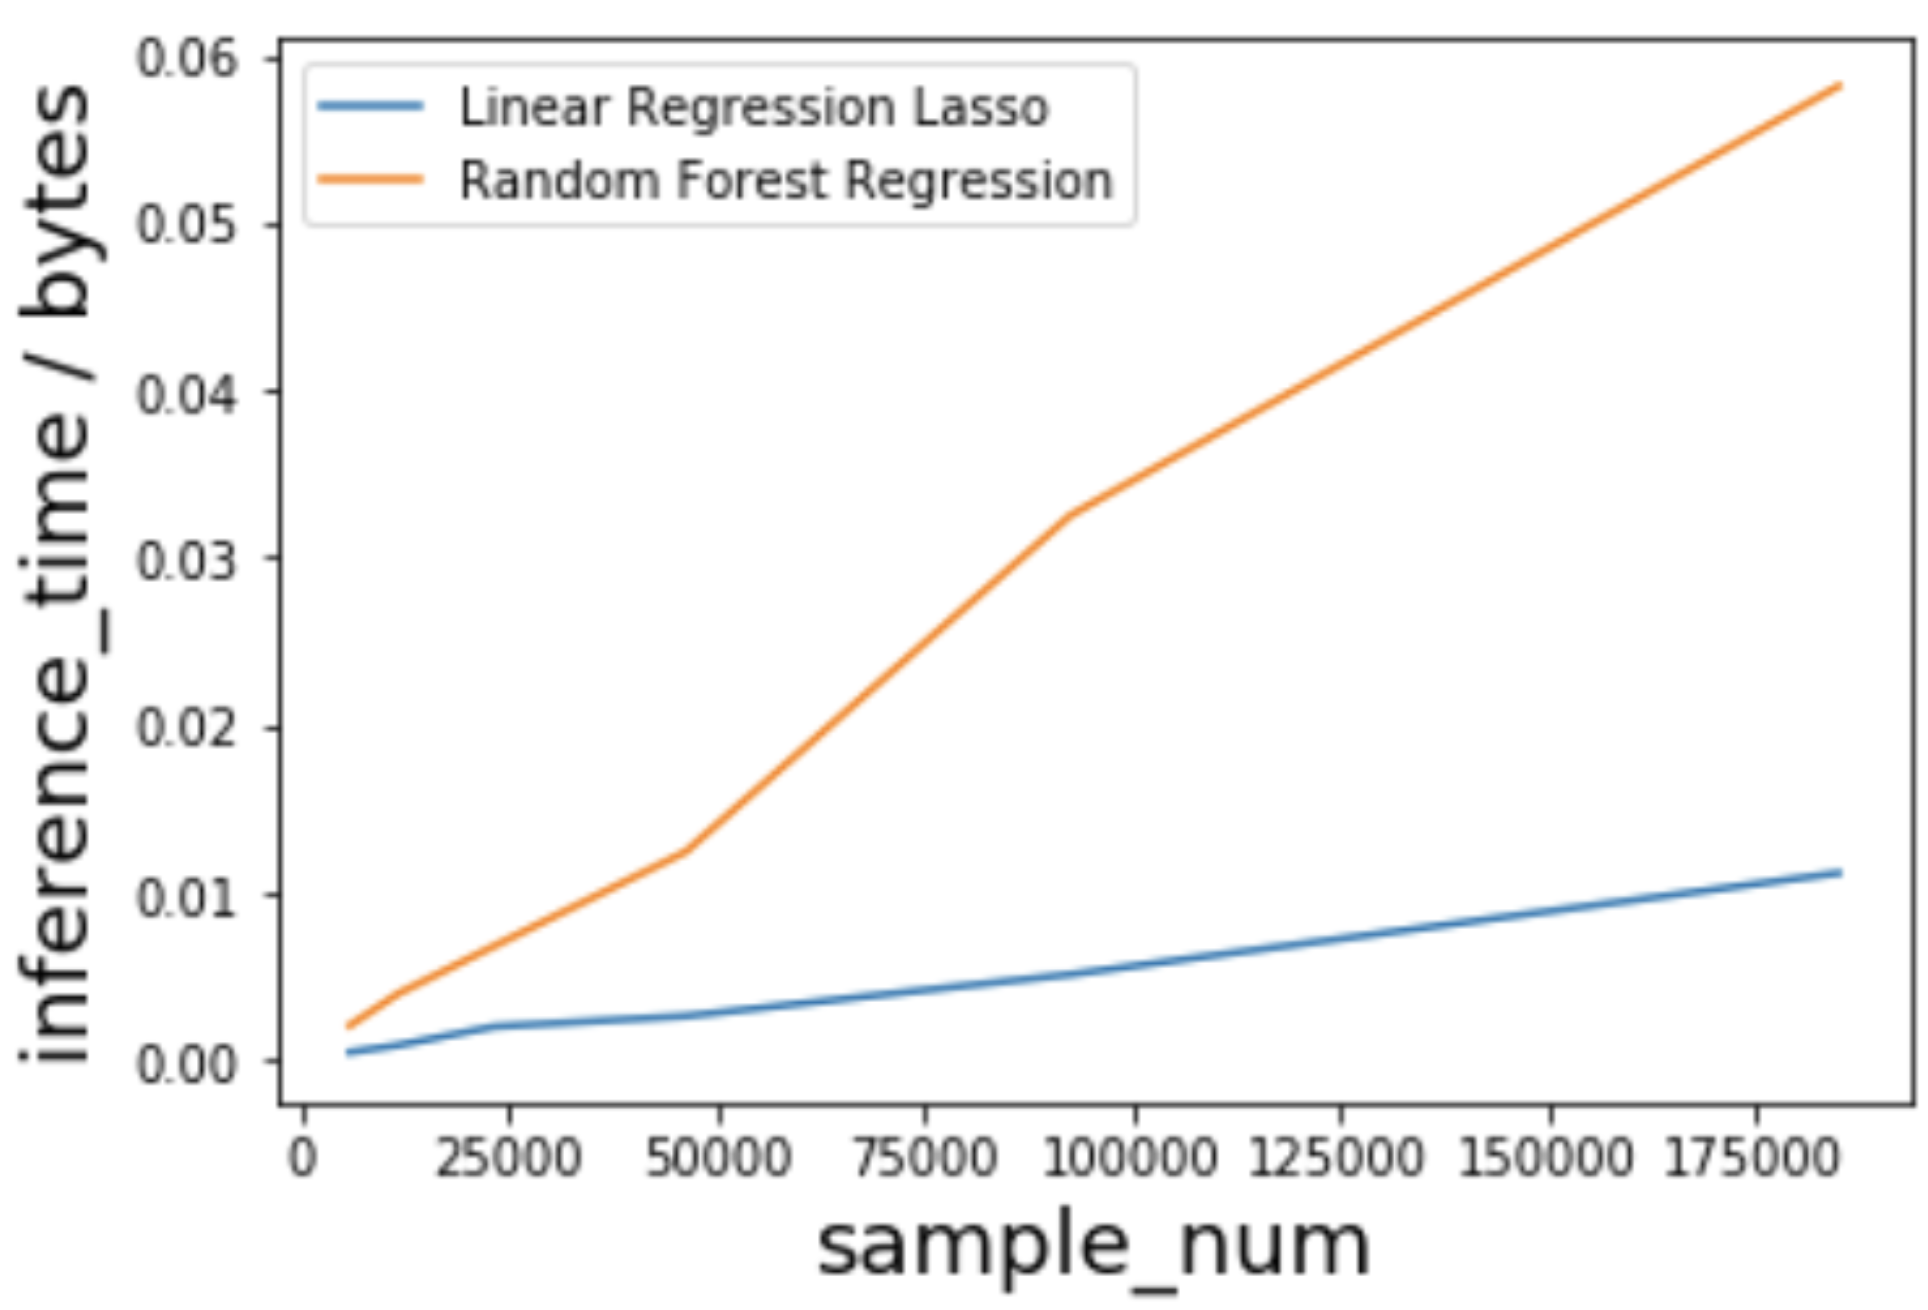 0.06
0.05
0.04
0.03
0.02
0.01
0.00
inference_time / bytes
Linear Regression Lasso
Random Forest Regression
0 25000 50000 75000 100000 125000 150000 175000
sample_num